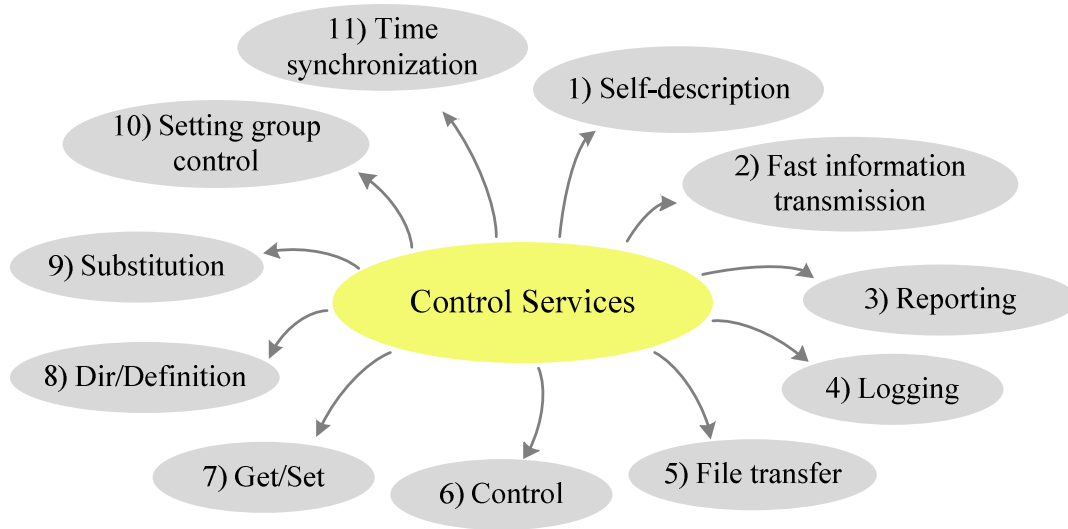 11) Time
synchronization
1) Self-description
10) Setting group
control
2) Fast information
transmission
9) Substitution
Control Services
3) Reporting
8) Dir/Definition
4) Logging
7) Get/Set
6) Control
5) File transfer